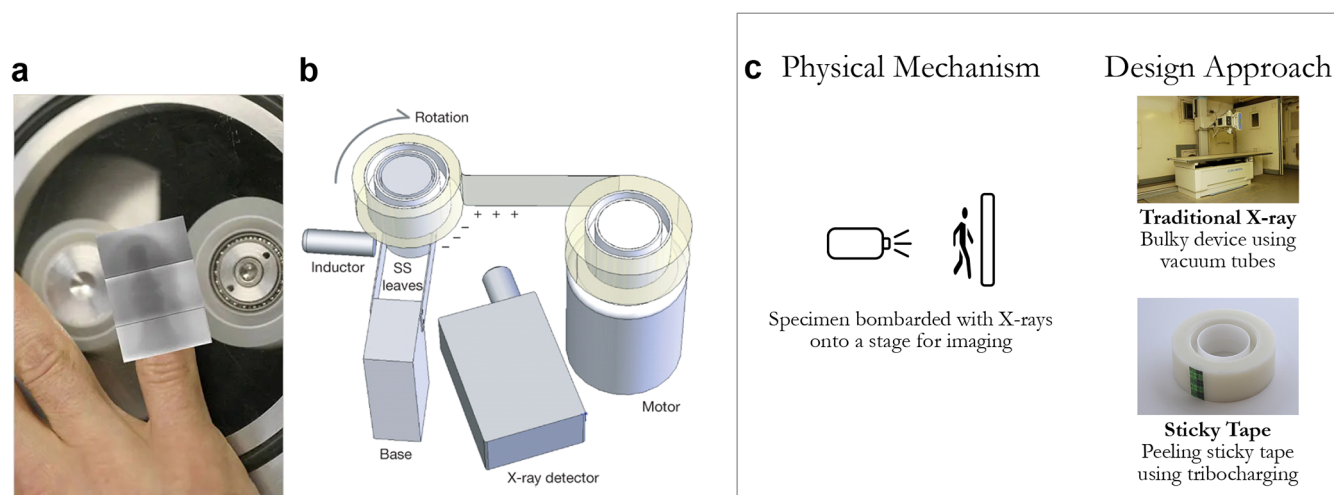 a
b
Rotation
+ + +
- - -
Inductor
SS
leaves
Base
X-ray detector
Motor
c Physical Mechanism
Specimen bombarded with X-rays
onto a stage for imaging
Design Approach
Traditional X-ray
Bulky device using
vacuum tubes
Sticky Tape
Peeling sticky tape
using tribocharging